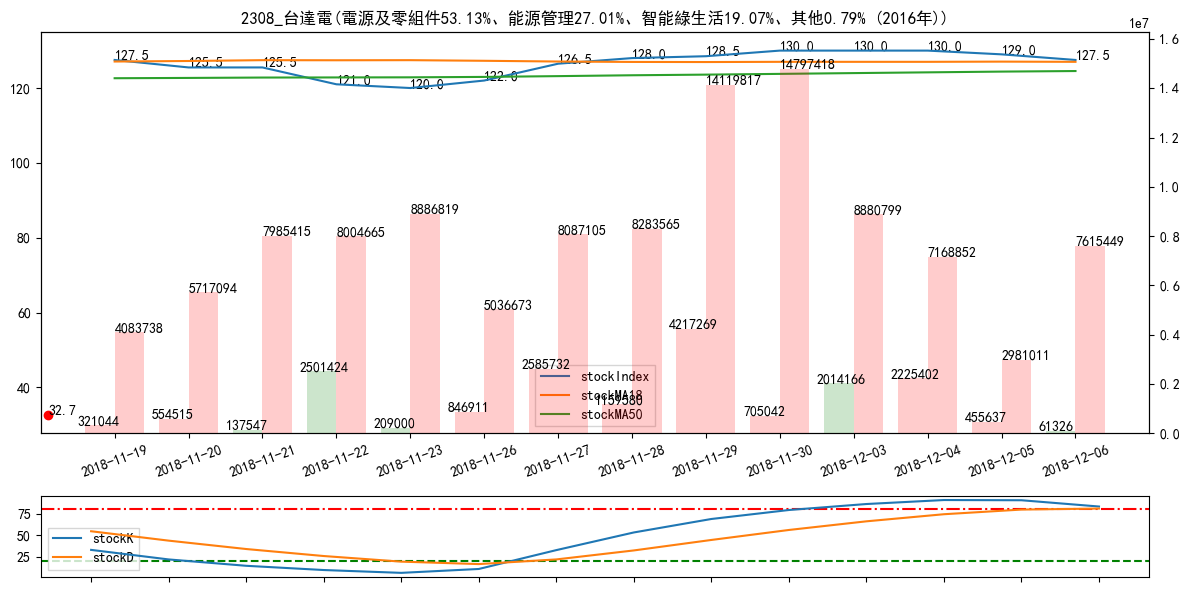 2308_台達電(電源及零組件53.13%、能源管理27.01%、智能綠生活19.07%、其他0.79% (2016年))
1e7
127.5 125.5 125.5 121.0 120.0 122.0 126.5 128.0 128.5 130.0 130.0 130.0 129.0 127.5
120 100 80 60 40
1.6 1.4 1.2 1.0 0.8 0.6 0.4 0.2 0.0
4083738 5717094 7985415 8004665 8886819 5036673 8087105 8283565 14119817 14797418 8880799 7168852 2981011 7615449
32.7
321044 554515 137547 2501424 209000 846911 2585732 1159580 4217269 705042 2014166 2225402 455637 61326
stockIndex
stockMA18
stockMA50
2018-11-19 2018-11-20 2018-11-21 2018-11-22 2018-11-23 2018-11-26 2018-11-27 2018-11-28 2018-11-29 2018-11-30 2018-12-03 2018-12-04 2018-12-05 2018-12-06
75 50 25
stockK
stockD